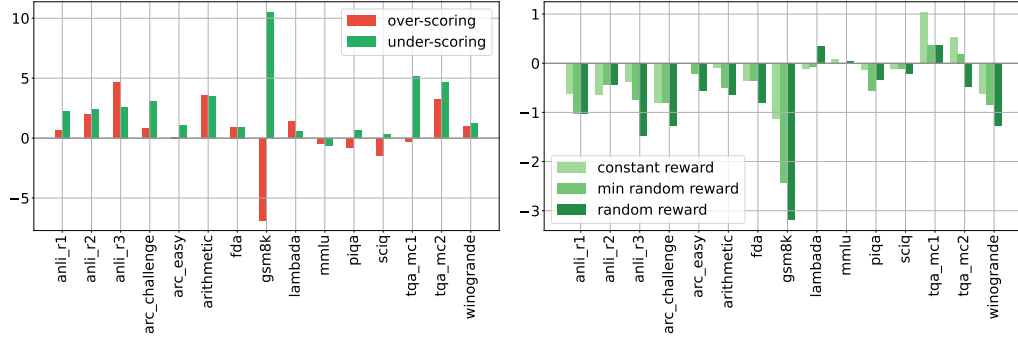 10
5
0
−5
over-scoring
under-scoring
anli_r1
anli_r2
anli_r3
arc_challenge
arc_easy
arithmetic
fda
gsm8k
lambada
mmlu
piqa
sciq
tqa_mc1
tqa_mc2
winogrande
1
0
−1
−2
−3
constant reward
min random reward
random reward
anli_r1
anli_r2
anli_r3
arc_challenge
arc_easy
arithmetic
fda
gsm8k
lambada
mmlu
piqa
sciq
tqa_mc1
tqa_mc2
winogrande